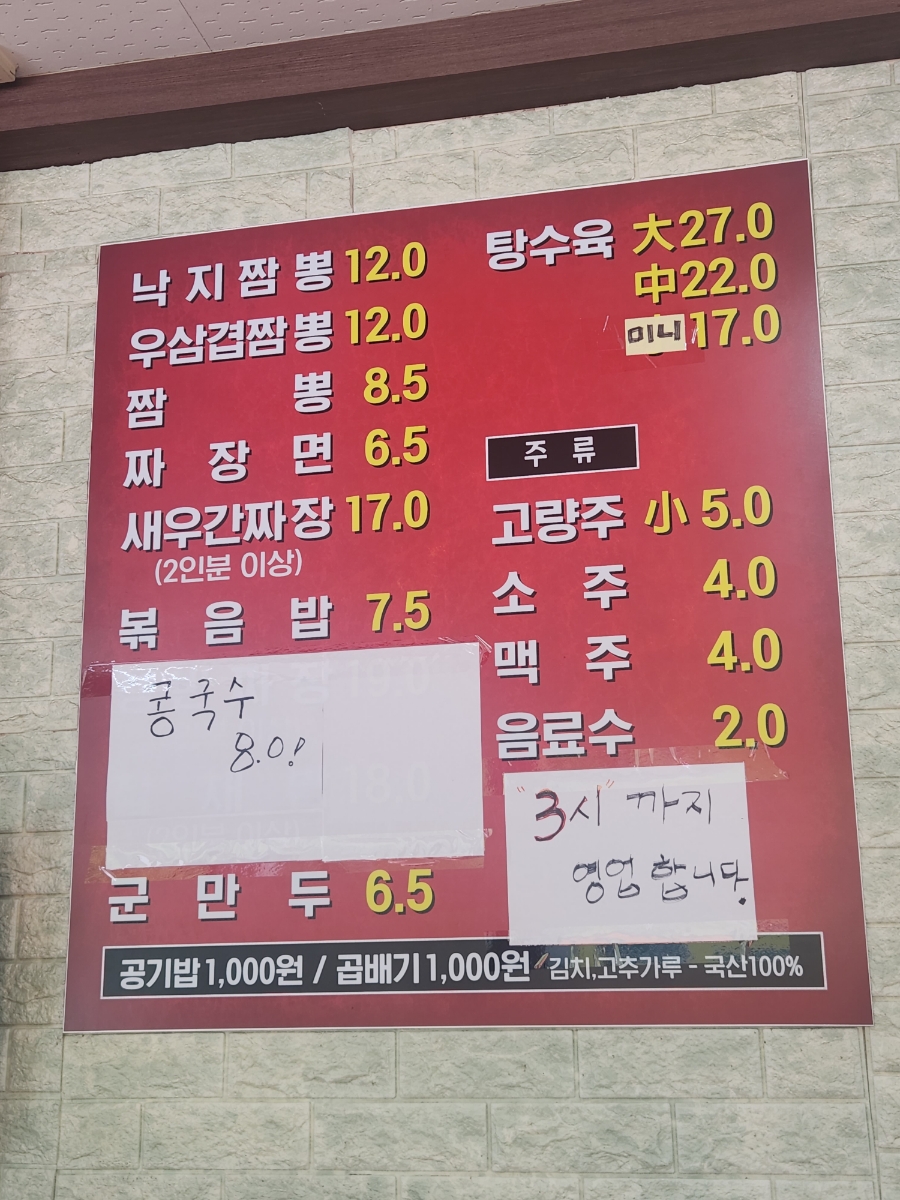 낙지짬뽕 12.0
우삼겹짬뽕 12.0
짬뽕 8.5
짜장면 6.5
새우간짜장 17.0
(2인분 이상)
볶음밥 7.5
콩국수
8.0!
군만두 6.5
탕수육 大 27.0
中 22.0
미니 17.0
주류
고량주 小 5.0
소주 4.0
맥주 4.0
음료수 2.0
"3시" 까지
영업합니다.
공기밥 1,000원 / 곱배기 1,000원 김치,고추가루 - 국산100%